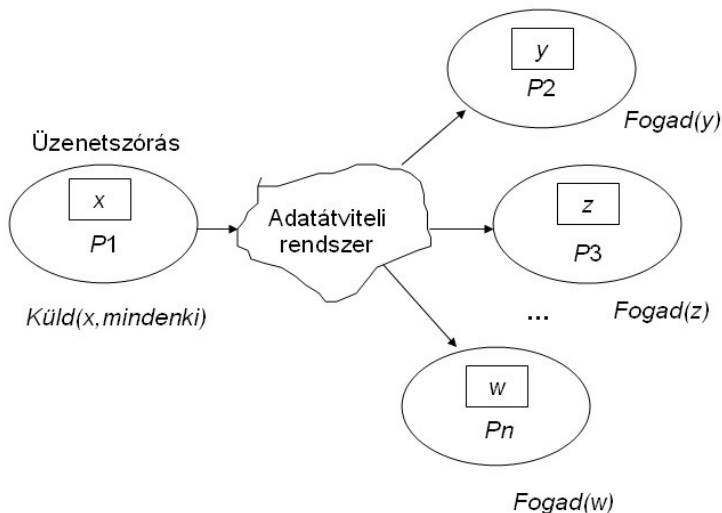 y
P2
Fogad(y)
Üzenetszórás
x
P1
Küld(x,mindenki)
Adatátviteli
rendszer
z
P3
...
Fogad(z)
w
Pn
Fogad(w)